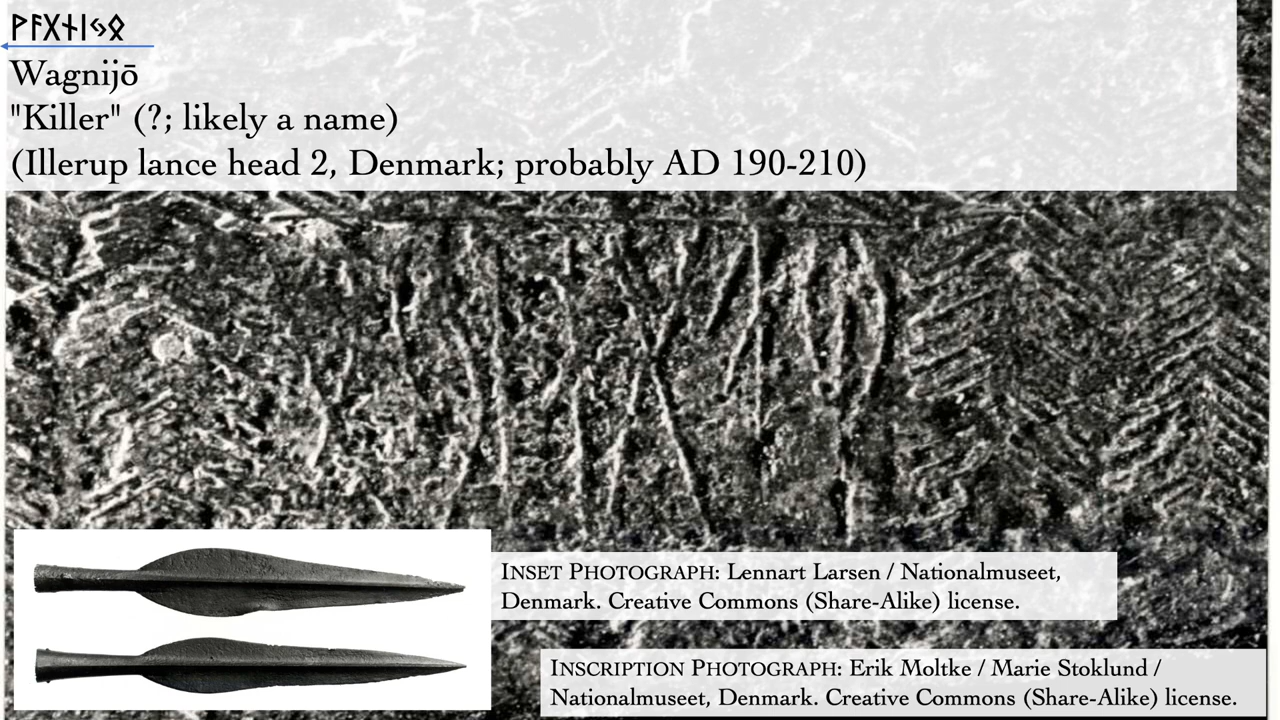 ᚹᚨᚷᚾᛁᛃᛟ
Wagnijō
"Killer" (?; likely a name)
(Illerup lance head 2, Denmark; probably AD 190-210)
INSET PHOTOGRAPH: Lennart Larsen / Nationalmuseet,
Denmark. Creative Commons (Share-Alike) license.
INSCRIPTION PHOTOGRAPH: Erik Moltke / Marie Stoklund /
Nationalmuseet, Denmark. Creative Commons (Share-Alike) license.